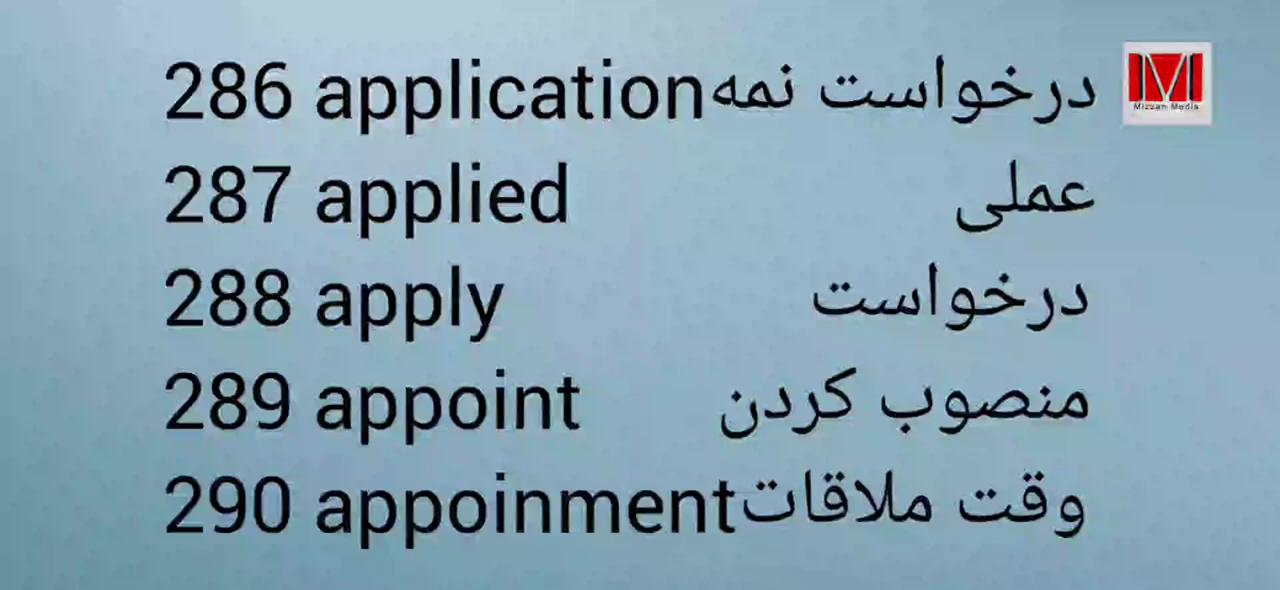 286 application درخواست نمه
287 applied عملی
288 apply درخواست
289 appoint منصوب کردن
290 appoinment وقت ملاقات
M
Mizzan Media